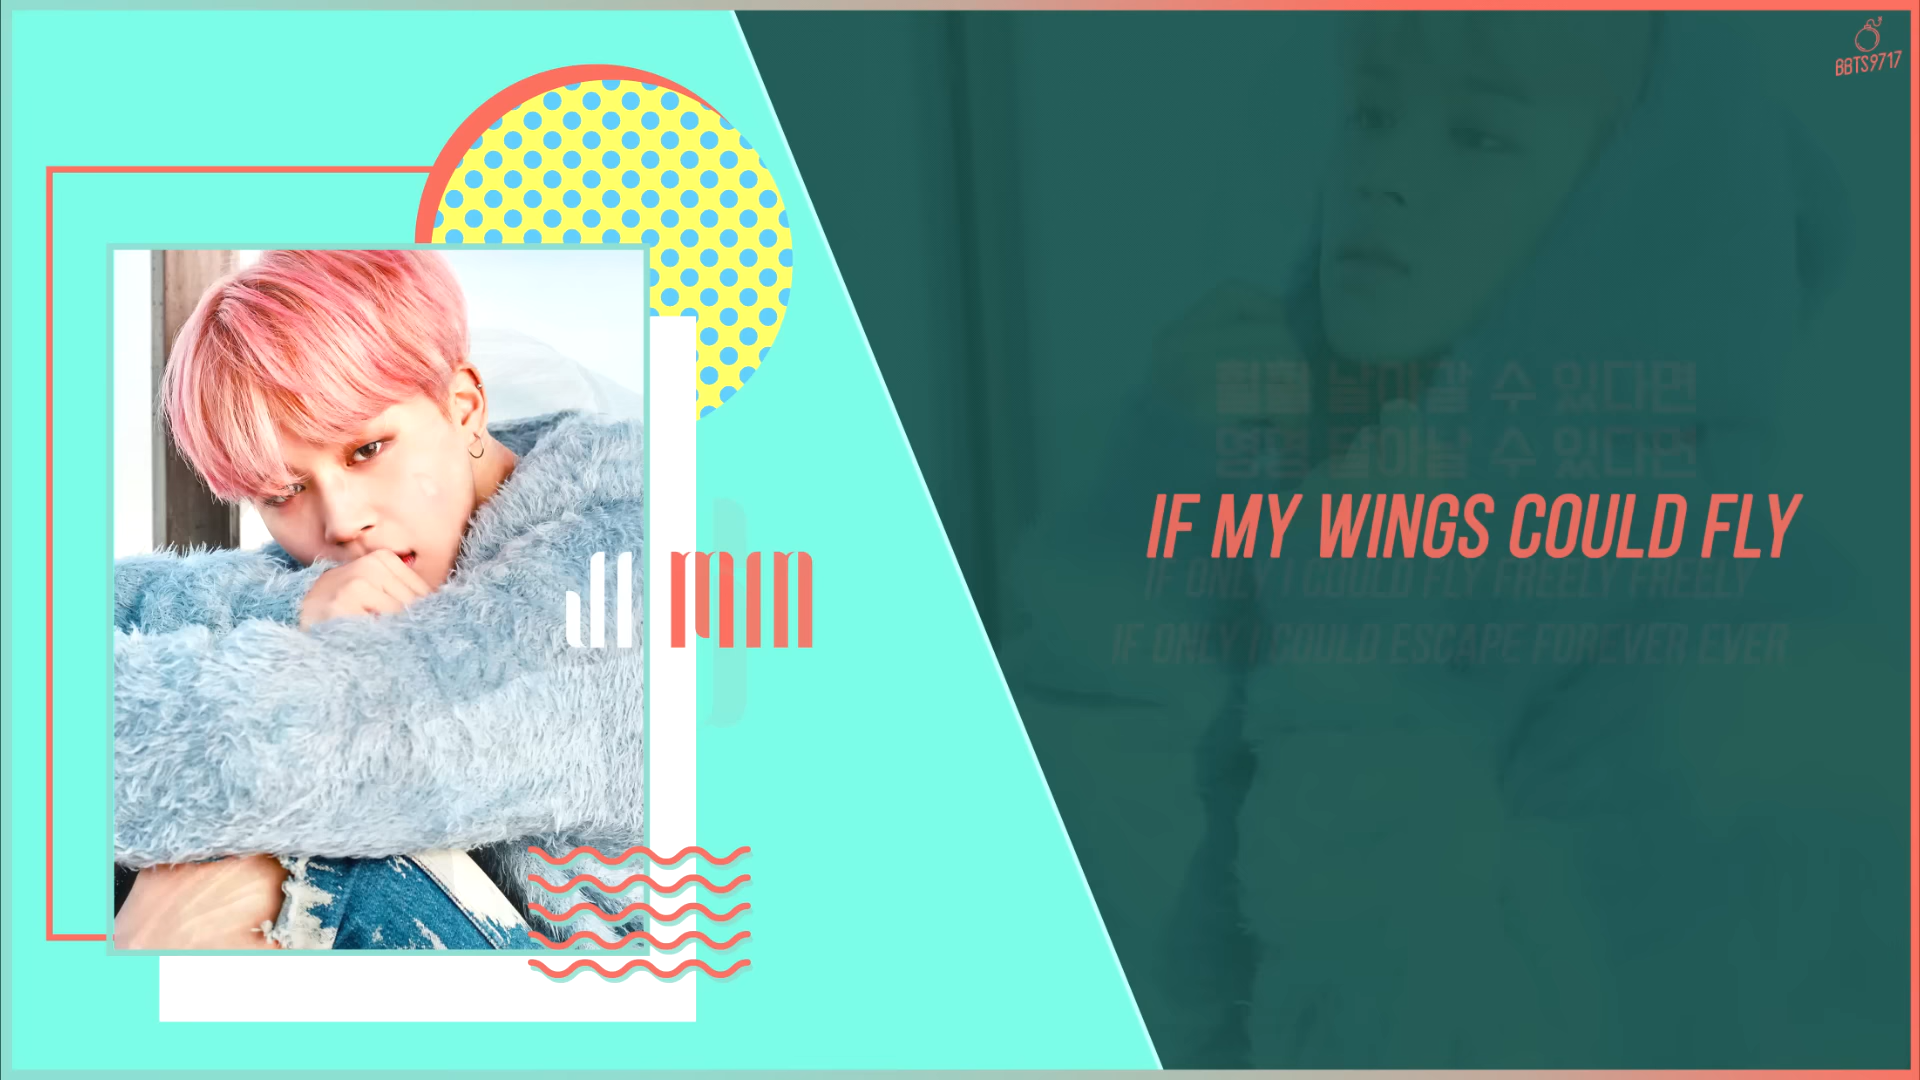 BBTS9717
훨훨 날아갈 수 있다면
영영 달아날 수 있다면
IF MY WINGS COULD FLY
IF ONLY I COULD FLY FREELY FREELY
IF ONLY I COULD ESCAPE FOREVER EVER